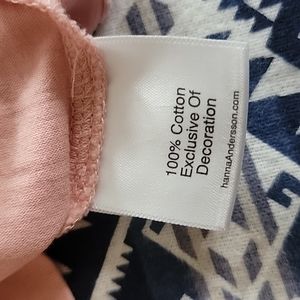 100% Cotton
Exclusive Of
Decoration
hannaAndersson.com